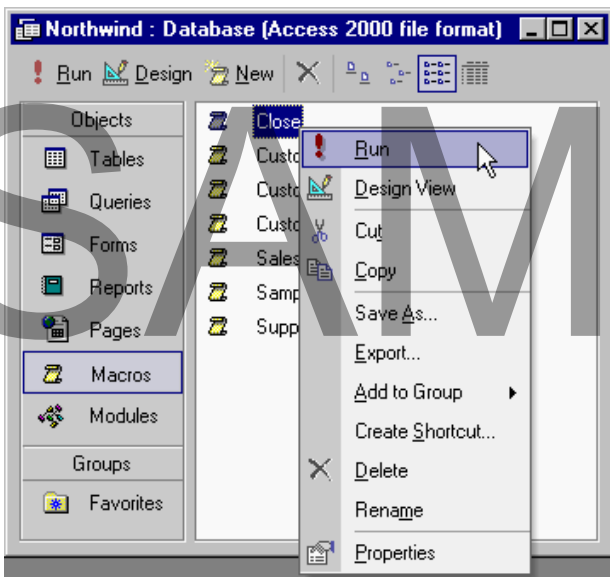 Northwind : Database (Access 2000 file format)
Run Design New
Objects
Tables
Queries
Forms
Reports
Pages
Macros
Modules
Groups
Favorites
Close
Custo
Custo
Custo
Sales
Samp
Supp
Run
Design View
Cut
Copy
Save As...
Export...
Add to Group
Create Shortcut...
Delete
Rename
Properties
SAM